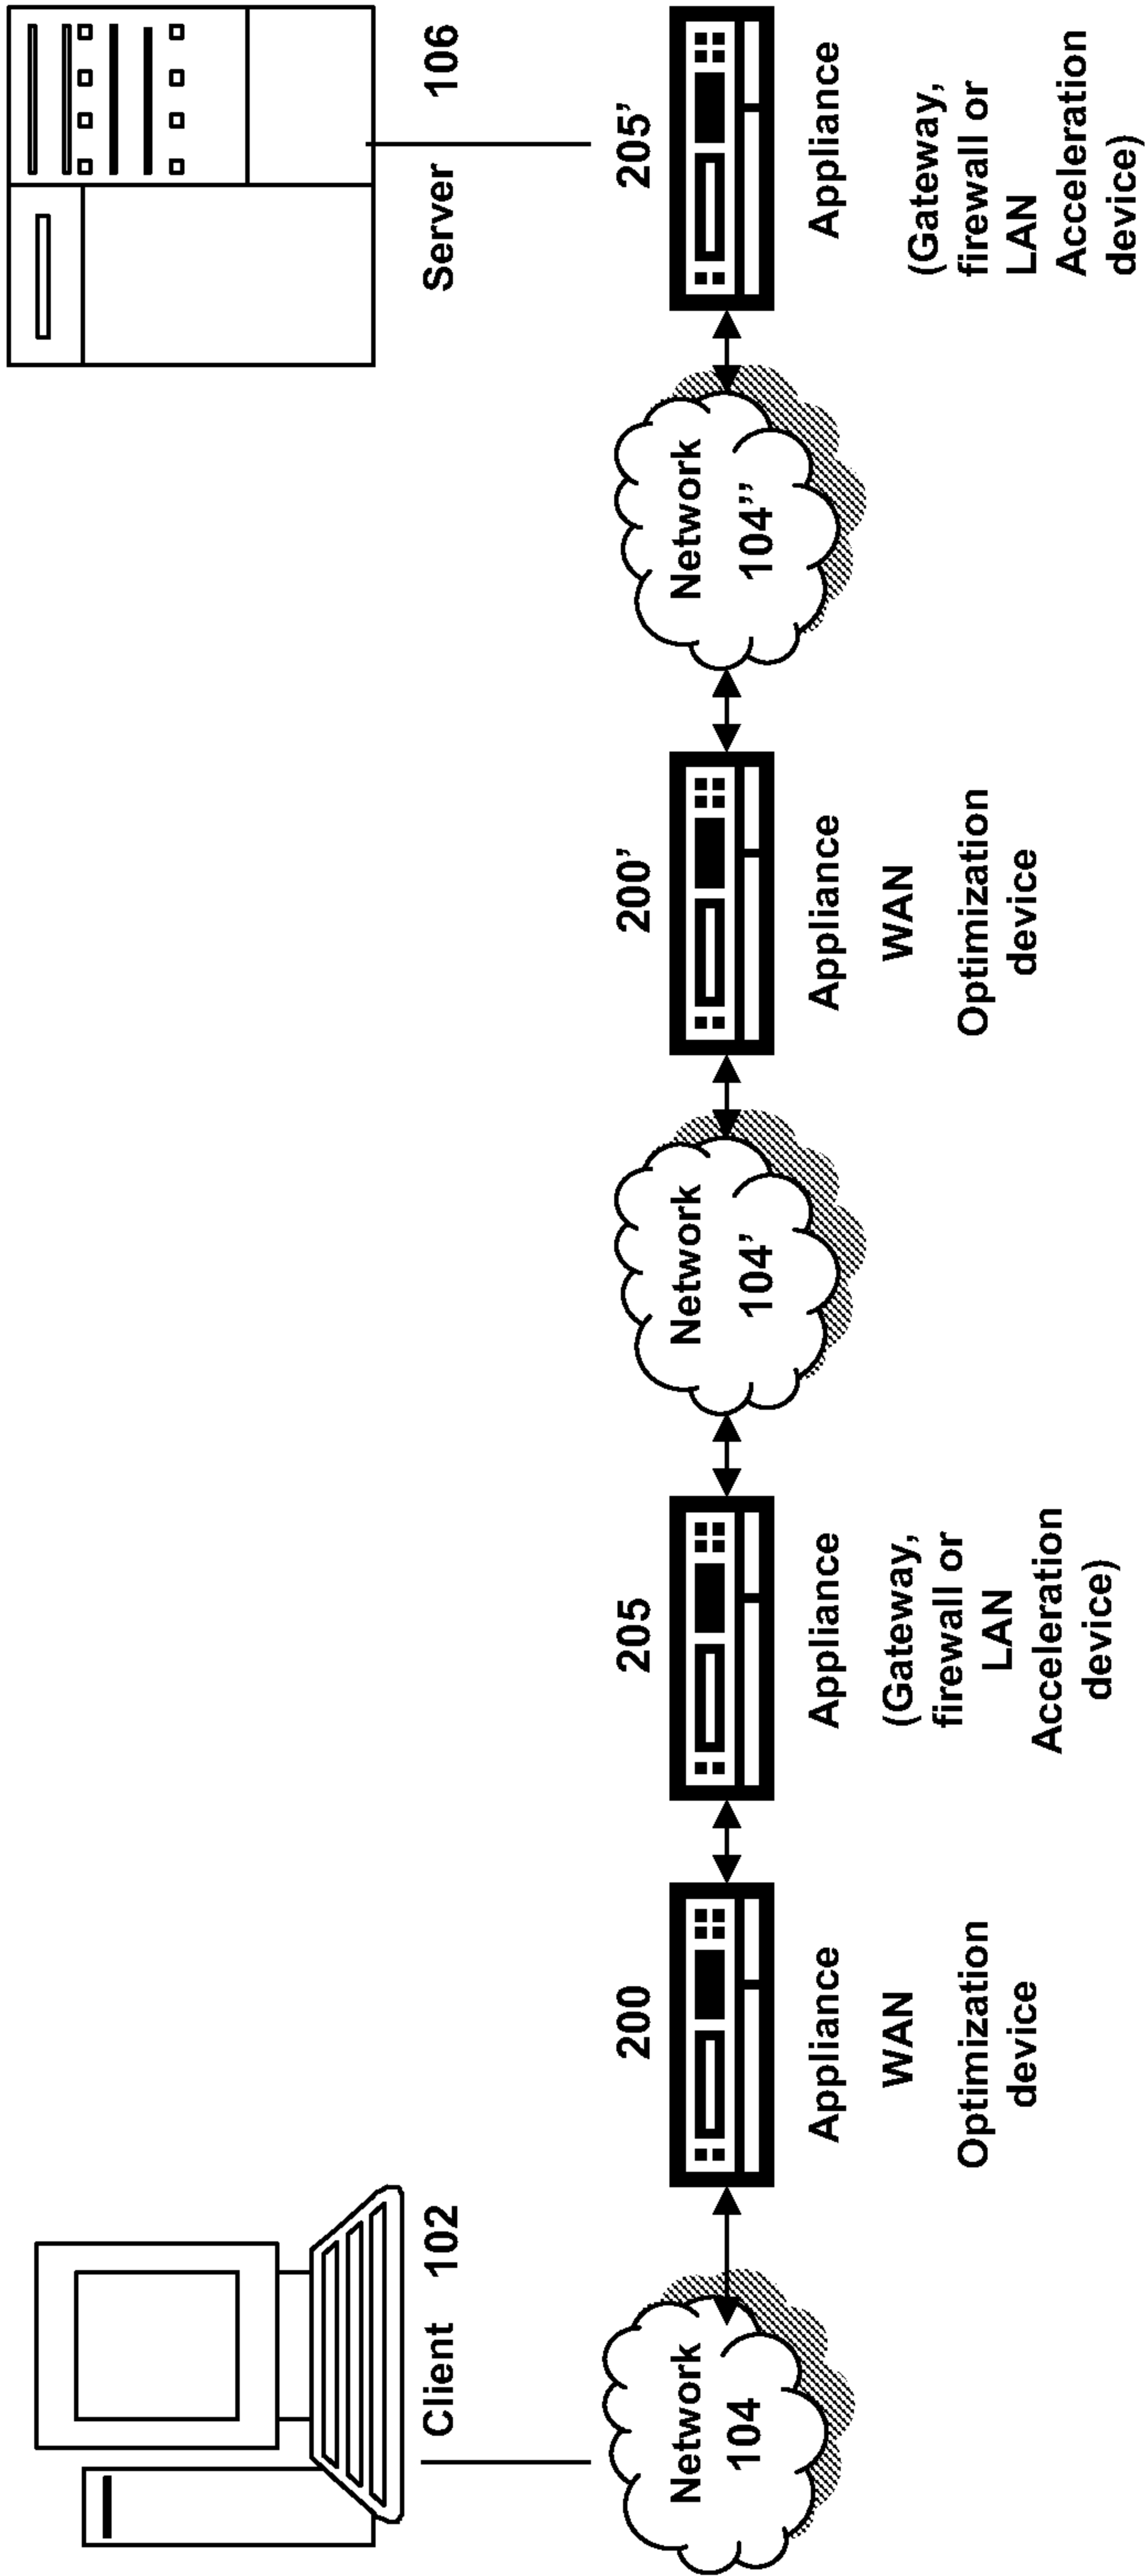 Client 102
Server 106
Network
104
200
Appliance
WAN
Optimization
device
205
Appliance
(Gateway,
firewall or
LAN
Acceleration
device)
Network
104’
200’
Appliance
WAN
Optimization
device
Network
104’’
205’
Appliance
(Gateway,
firewall or
LAN
Acceleration
device)